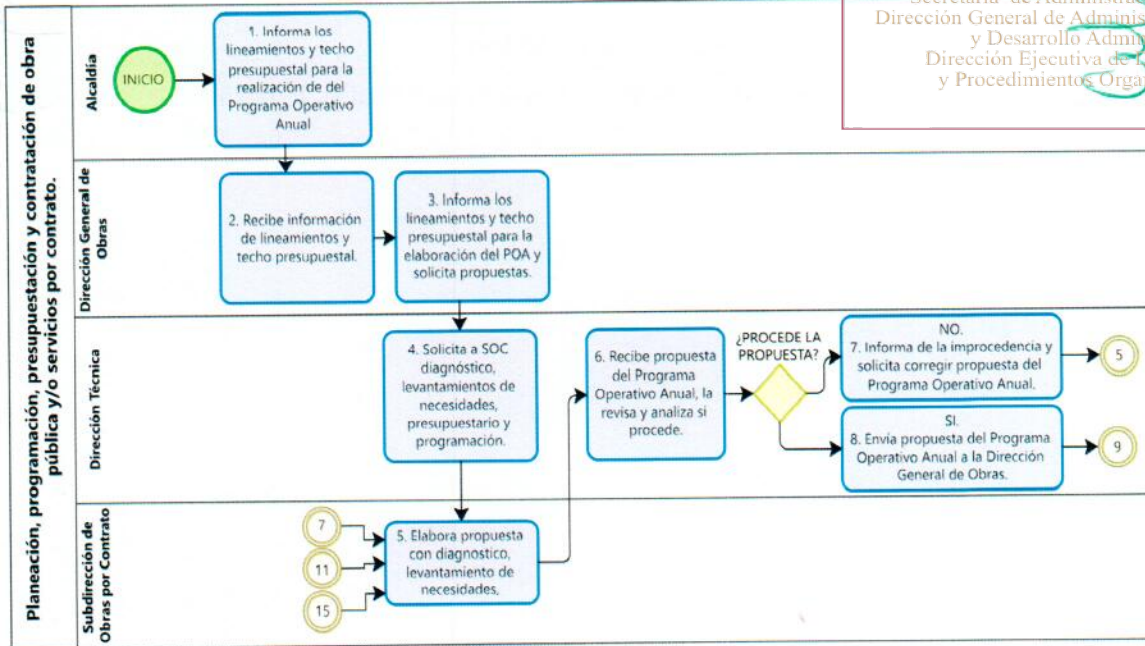 Planeación, programación, presupuestación y contratación de obra
pública y/o servicios por contrato.
Dirección General de
y Desarrollo
Dirección Ejecutiva de
y Procedimientos
Alcaldía
INICIO
1. Informa los
lineamientos y techo
presupuestal para la
realización de del
Programa Operativo
Anual
Dirección General de
Obras
2. Recibe información
de lineamientos y
techo presupuestal.
3. Informa los
lineamientos y techo
presupuestal para la
elaboración del POA y
solicita propuestas.
Dirección Técnica
4. Solicita a SOC
diagnóstico,
levantamientos de
necesidades,
presupuestario y
programación.
6. Recibe propuesta
del Programa
Operativo Anual, la
revisa y analiza si
procede.
¿PROCEDE LA
PROPUESTA?
NO.
7. Informa de la improcedencia y
solicita corregir propuesta del
Programa Operativo Anual.
5
SI.
8. Envía propuesta del Programa
Operativo Anual a la Dirección
General de Obras.
9
Subdirección de
Obras por Contrato
7
11
15
5. Elabora propuesta
con diagnostico,
levantamiento de
necesidades,